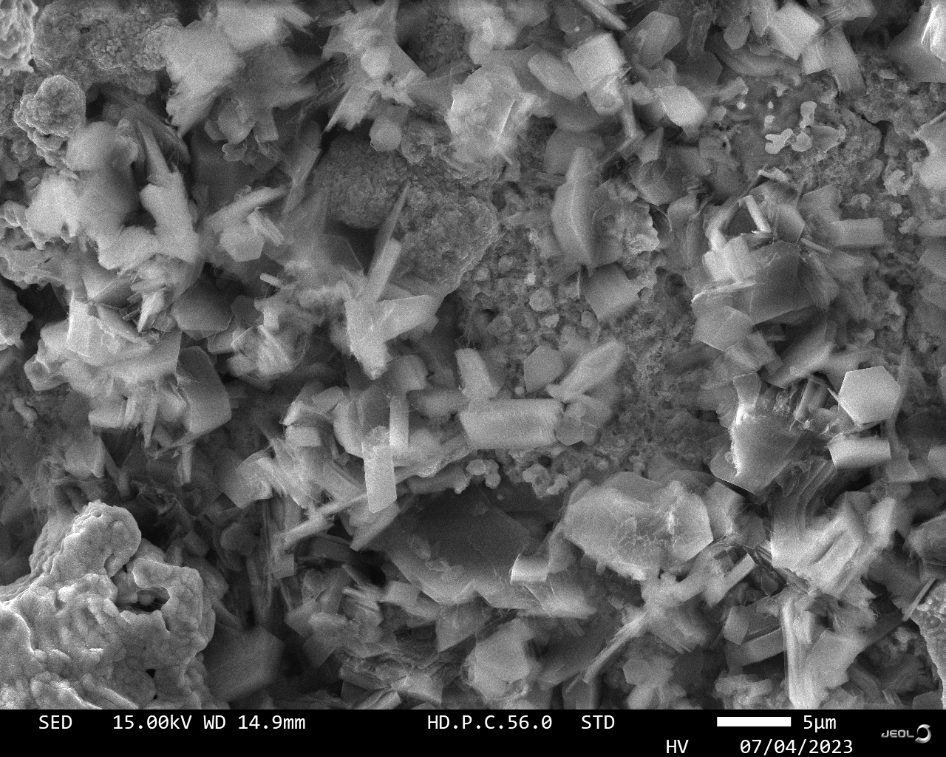 SED 15.00kV WD 14.9mm HD.P.C.56.0 STD 5µm
HV 07/04/2023 JEOL